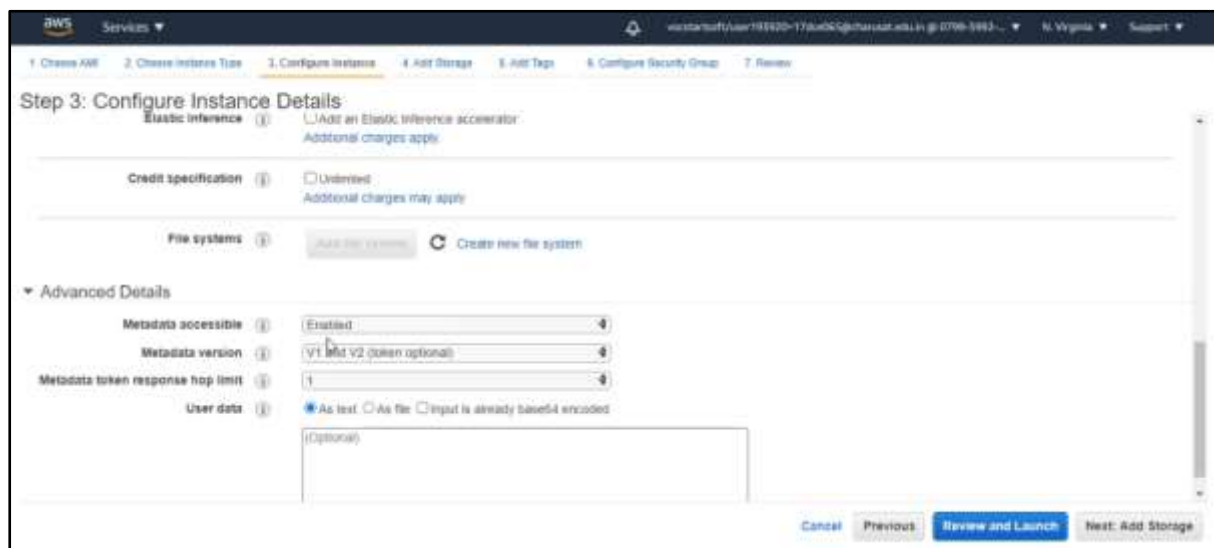 aws Services N. Virginia Support
1. Choose AMI 2. Choose Instance Type 3. Configure Instance 4. Add Storage 5. Add Tags 6. Configure Security Group 7. Review
Step 3: Configure Instance Details
Elastic Inference Add an Elastic Inference accelerator
Additional charges apply.
Credit specification Unlimited
Additional charges may apply
File systems Add file system Create new file system
Advanced Details
Metadata accessible Enabled
Metadata version V1 and V2 (token optional)
Metadata token response hop limit 1
User data As text As file Input is already base64 encoded
(Optional)
Cancel Previous Review and Launch Next: Add Storage